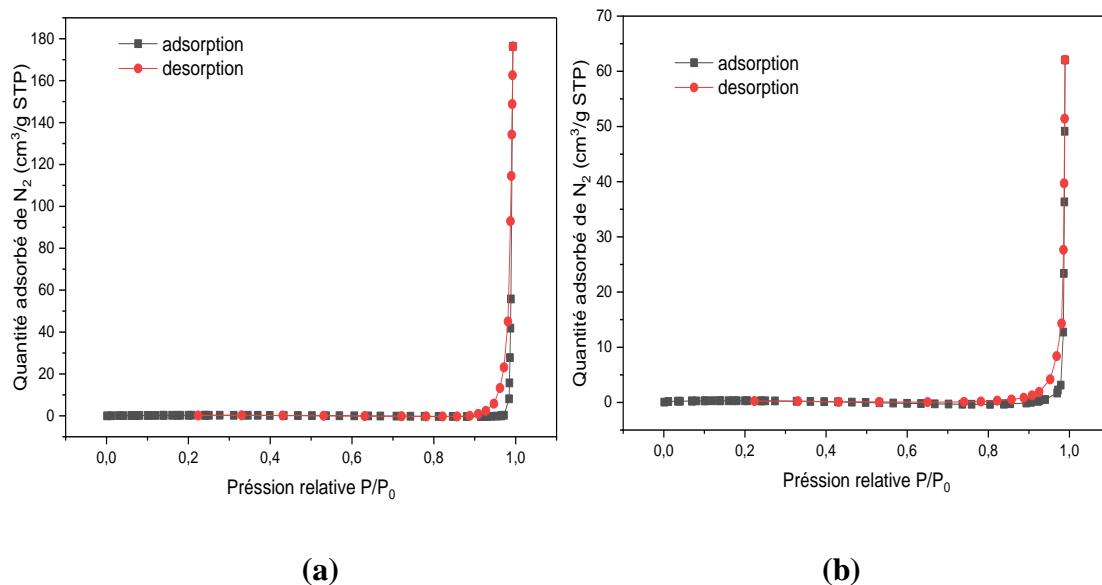 Quantité adsorbé de N₂ (cm³/g STP)
180
160
140
120
100
80
60
40
20
0
adsorption
desorption
0,0 0,2 0,4 0,6 0,8 1,0
Préssion relative P/P₀
(a)
Quantité adsorbé de N₂ (cm³/g STP)
70
60
50
40
30
20
10
0
adsorption
desorption
0,0 0,2 0,4 0,6 0,8 1,0
Préssion relative P/P₀
(b)